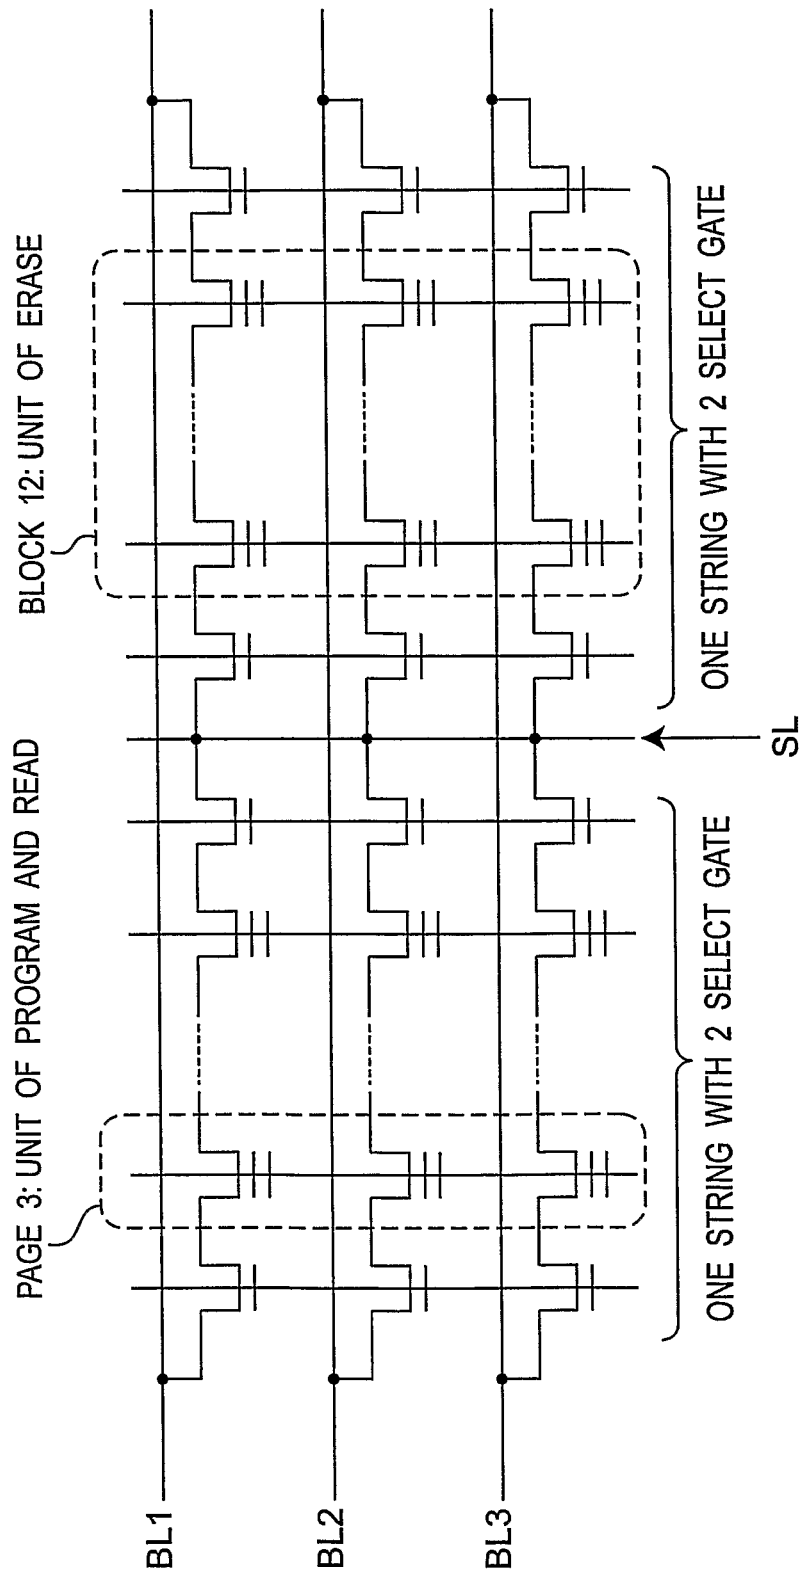 PAGE 3: UNIT OF PROGRAM AND READ
BLOCK 12: UNIT OF ERASE
BL1
BL2
BL3
ONE STRING WITH 2 SELECT GATE
SL
ONE STRING WITH 2 SELECT GATE